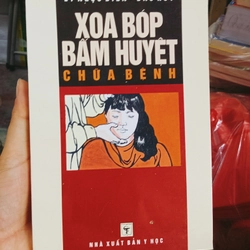 XOA BÓP
BẤM HUYỆT
CHỮA BỆNH
NHÀ XUẤT BẢN Y HỌC